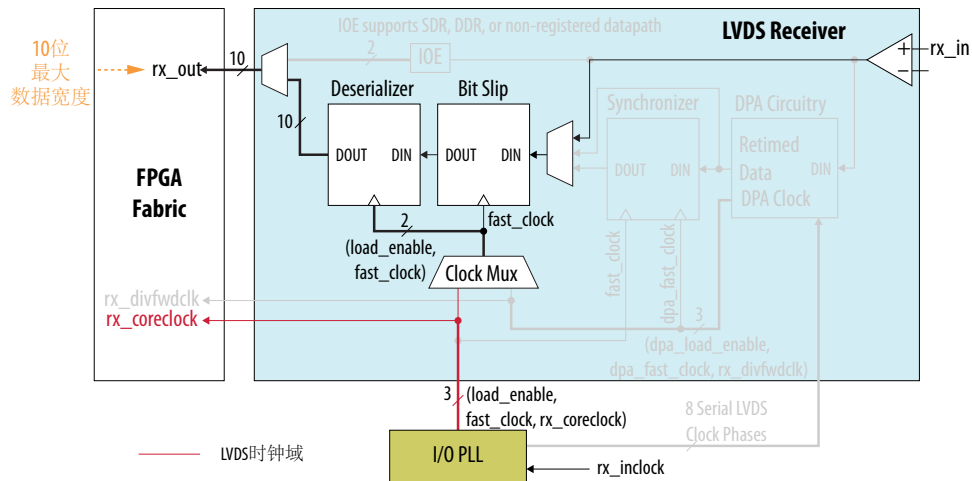 IOE supports SDR, DDR, or non-registered datapath
LVDS Receiver
2
IOE
+
−
rx_in
10位
最大
数据宽度
rx_out
10
Deserializer
Bit Slip
Synchronizer
DPA Circuitry
10
DOUT
DIN
DOUT
DIN
DOUT
DIN
Retimed
Data
DIN
DPA Clock
FPGA
Fabric
2
fast_clock
(load_enable,
fast_clock)
Clock Mux
fast_clock
dpa_fast_clock
rx_divfwdclk
rx_coreclock
3
(dpa_load_enable,
dpa_fast_clock, rx_divfwdclk)
3
(load_enable,
fast_clock, rx_coreclock)
8 Serial LVDS
Clock Phases
LVDS时钟域
I/O PLL
rx_inclock